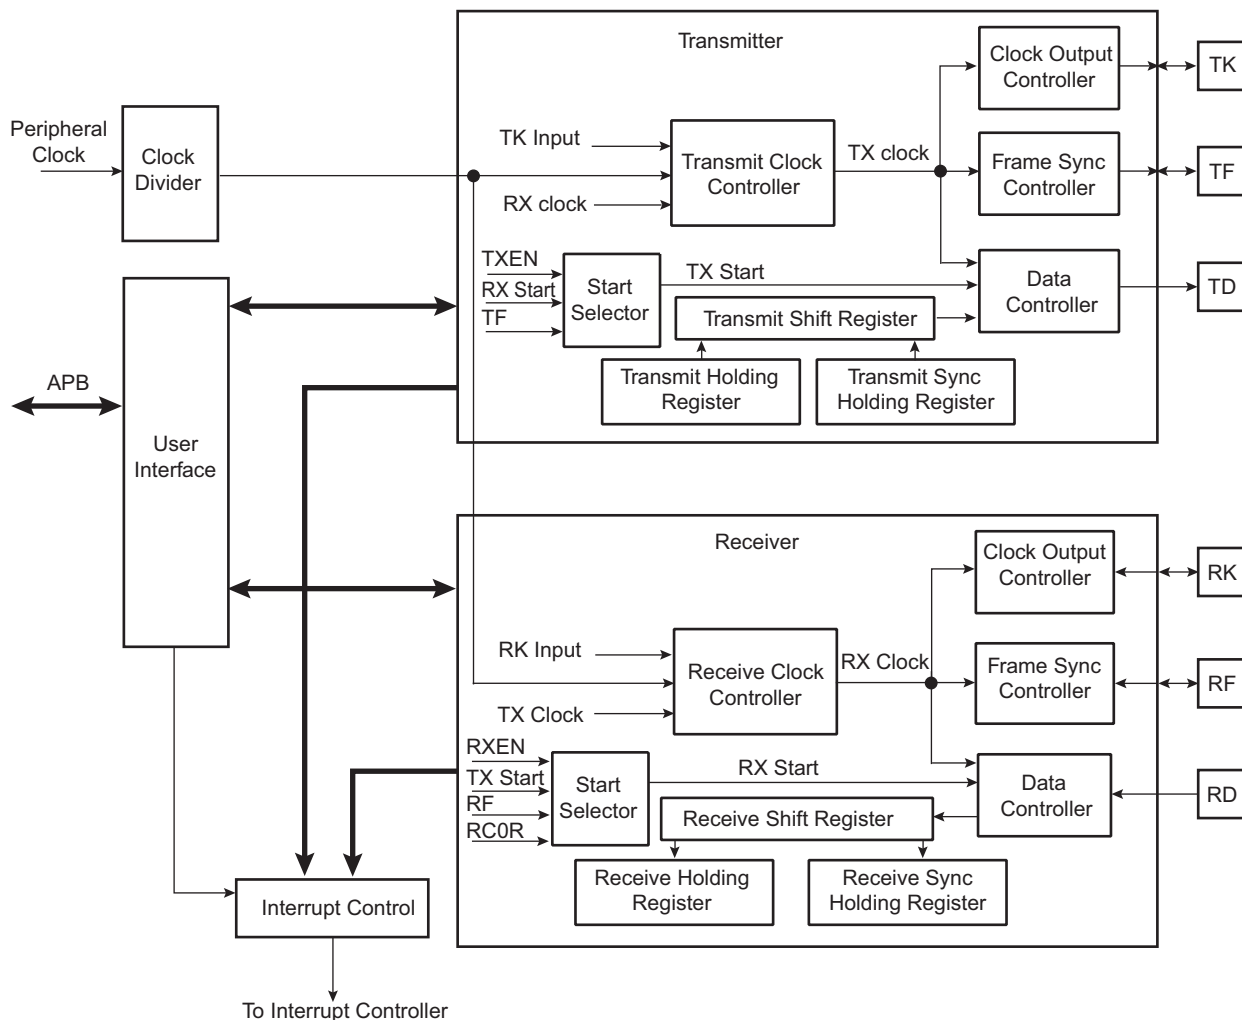 Transmitter
Clock Output
Controller
TK
Peripheral
Clock
Clock
Divider
TK Input
Transmit Clock
Controller
TX clock
Frame Sync
Controller
TF
RX clock
TXEN
RX Start
TF
Start
Selector
TX Start
Data
Controller
TD
Transmit Shift Register
Transmit Holding
Register
Transmit Sync
Holding Register
APB
User
Interface
Receiver
Clock Output
Controller
RK
RK Input
Receive Clock
Controller
RX Clock
Frame Sync
Controller
RF
TX Clock
RXEN
TX Start
RF
RC0R
Start
Selector
RX Start
Data
Controller
RD
Receive Shift Register
Receive Holding
Register
Receive Sync
Holding Register
Interrupt Control
To Interrupt Controller